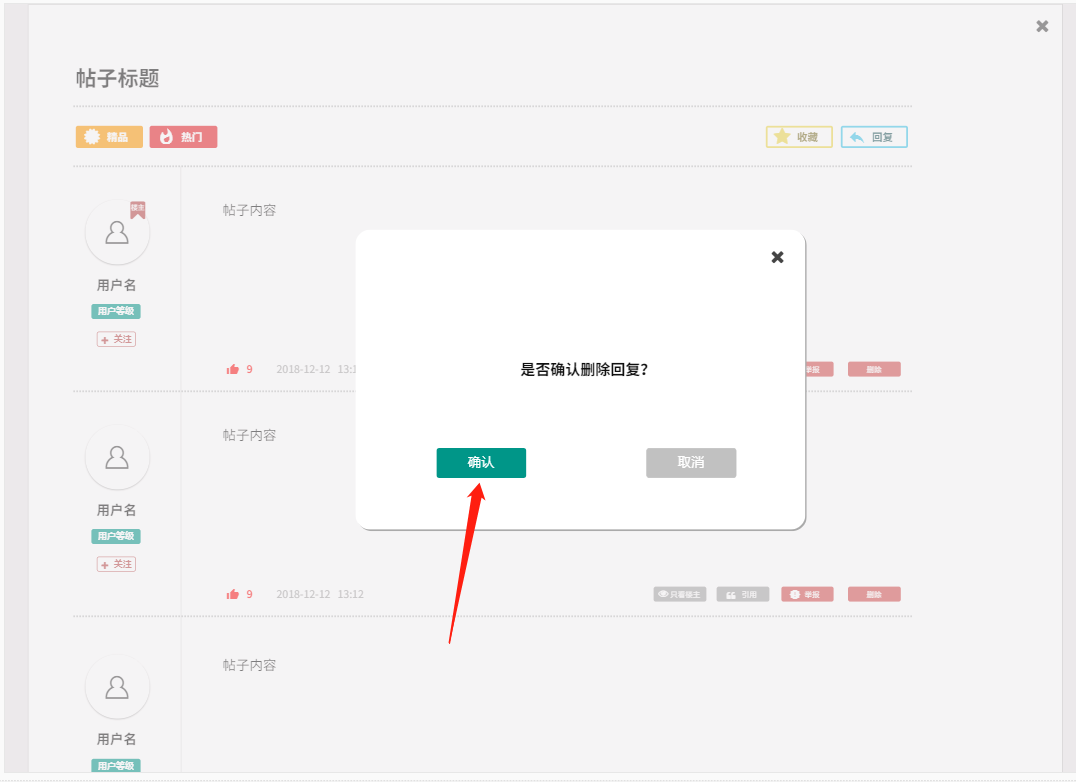 帖子标题
精品 热门 收藏 回复
楼主
帖子内容
用户名
用户等级
+ 关注
9 2018-12-12 13:1
举报 删除
是否确认删除回复?
确认 取消
帖子内容
用户名
用户等级
+ 关注
9 2018-12-12 13:12 只看楼主 引用 举报 删除
帖子内容
用户名
用户等级